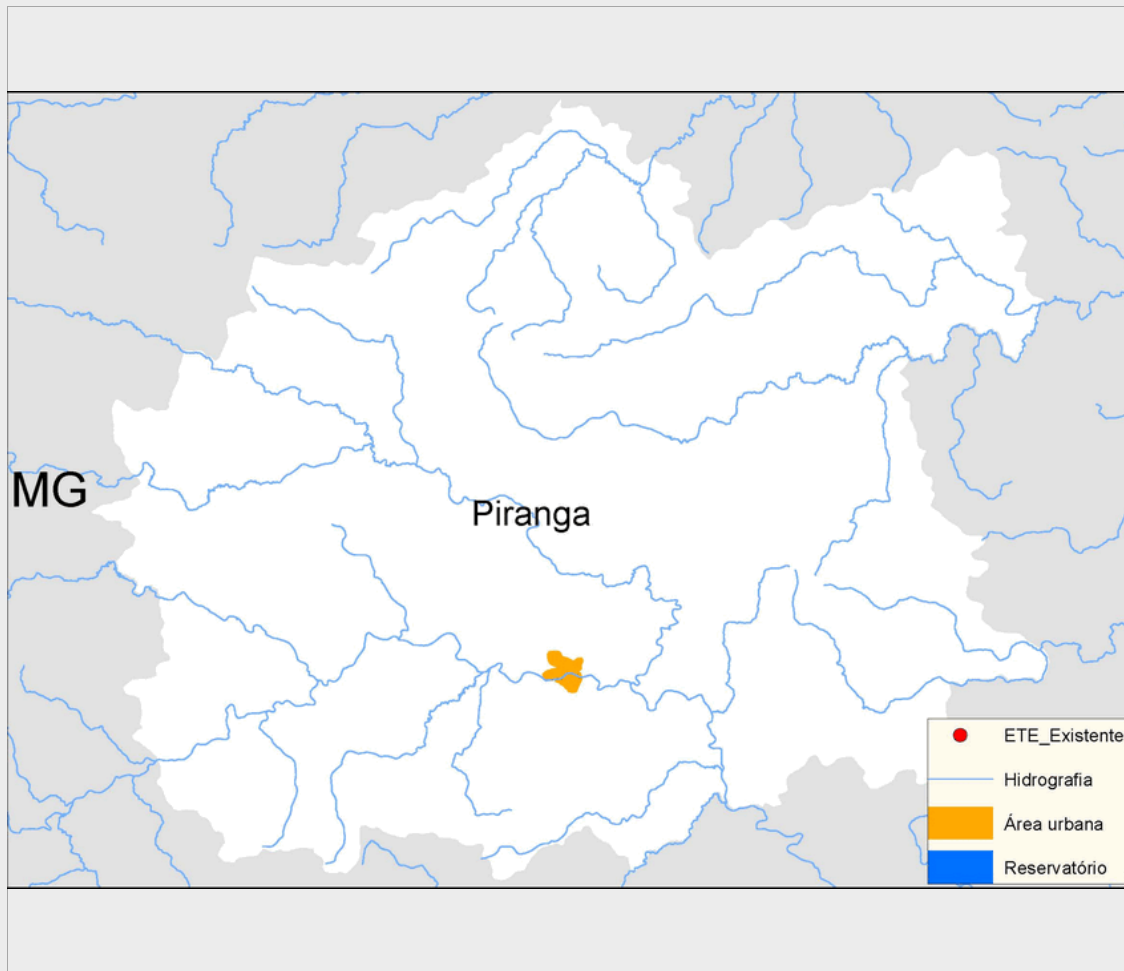 MG
Piranga
ETE_Existente
Hidrografia
Área urbana
Reservatório